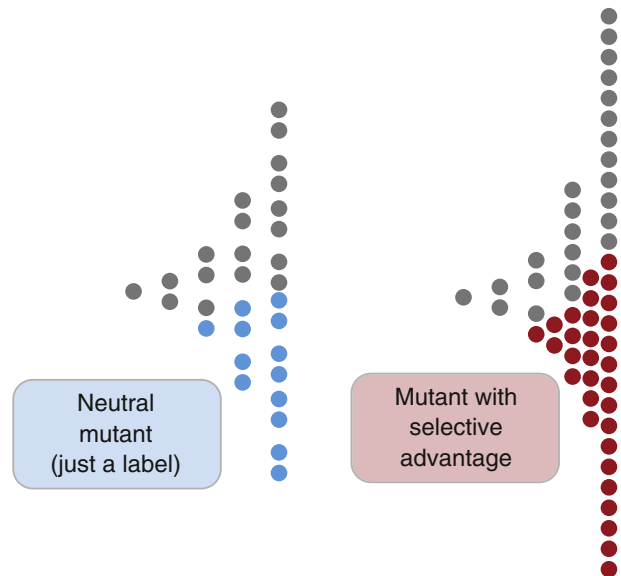 Neutral
mutant
(just a label)
Mutant with
selective
advantage